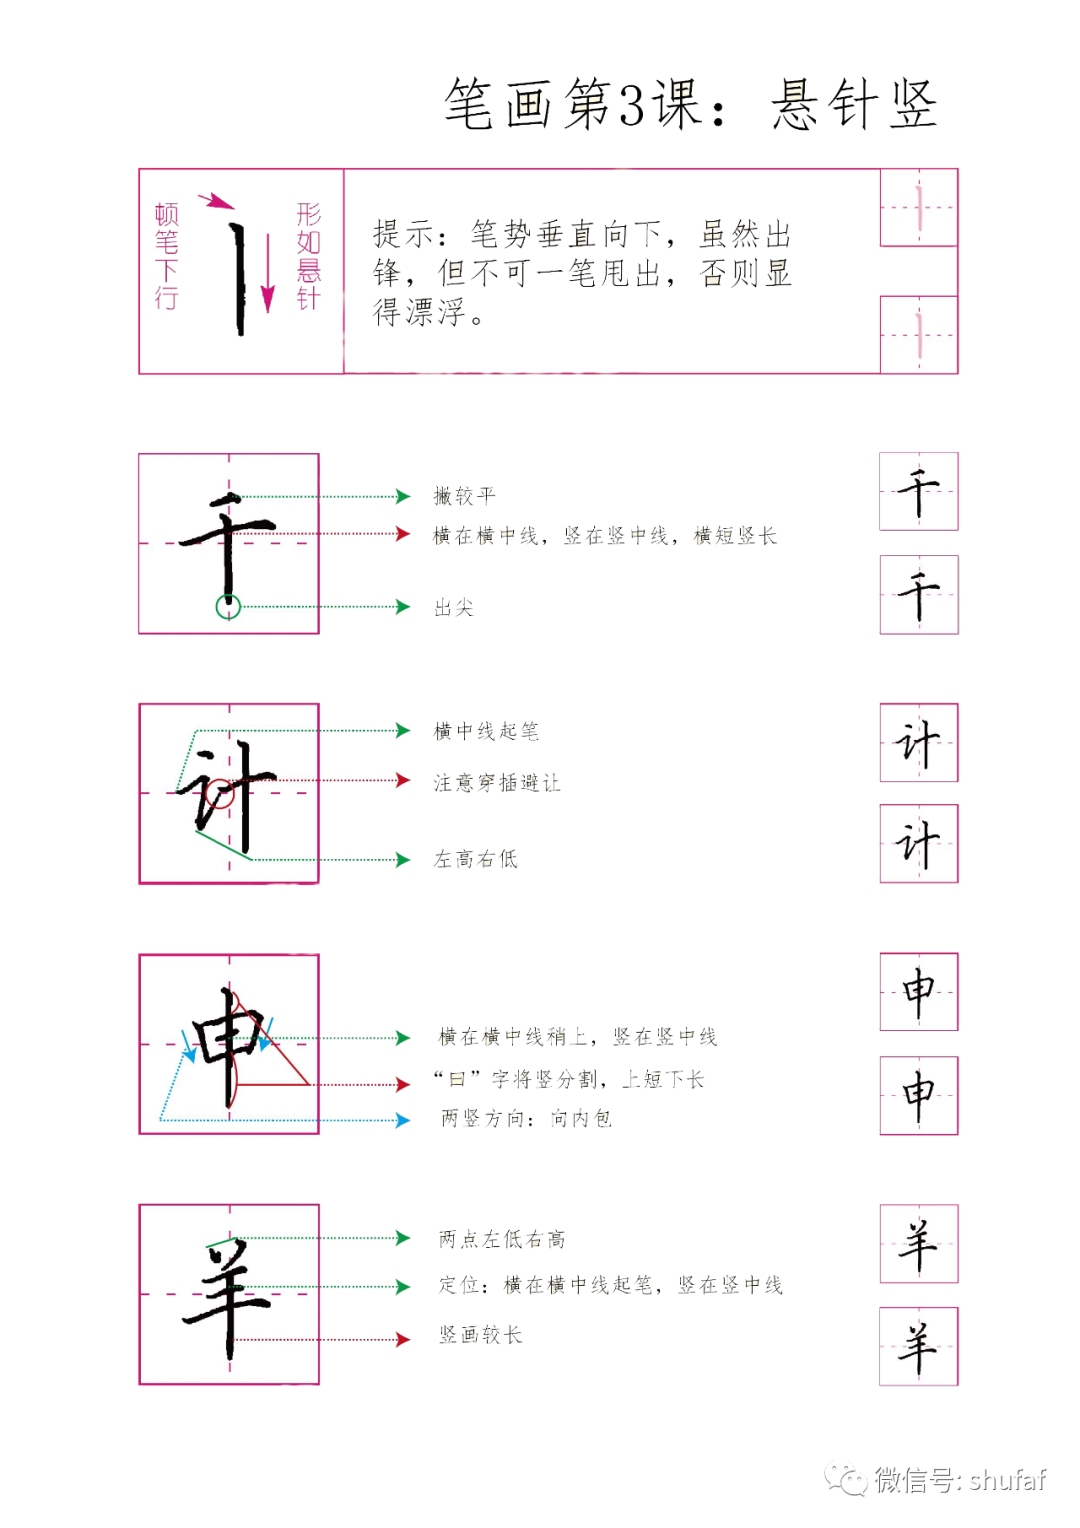 笔画第3课：悬针竖
顿笔下行
形如悬针
提示：笔势垂直向下，虽然出
锋，但不可一笔甩出，否则显
得漂浮。
千
撇较平
横在横中线，竖在竖中线，横短竖长
出尖
千
千
计
横中线起笔
注意穿插避让
左高右低
计
计
申
横在横中线稍上，竖在竖中线
“曰”字将竖分割，上短下长
两竖方向：向内包
申
申
羊
两点左低右高
定位：横在横中线起笔，竖在竖中线
竖画较长
羊
羊
微信号: shufaf